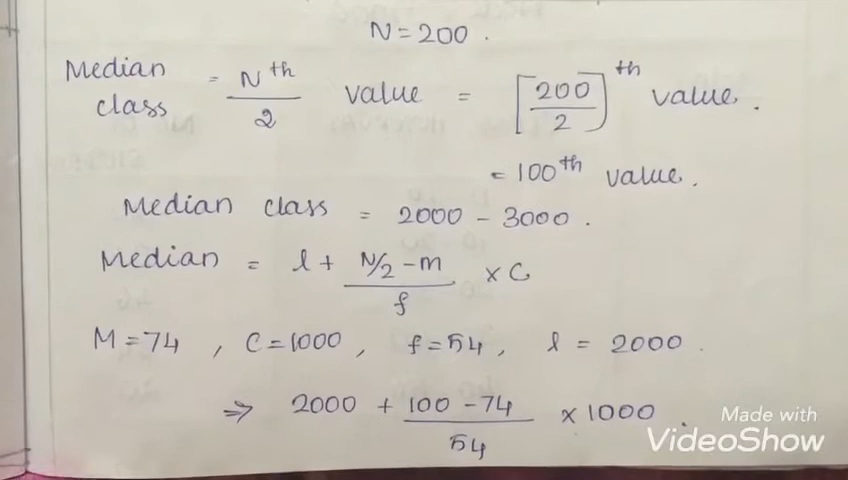 N = 200.
Median class = Nth/2 value = [200/2]th value.
= 100th value.
Median class = 2000 - 3000.
Median = l + N/2 - m/f × C
M = 74, C = 1000, f = 54, l = 2000.
⇒ 2000 + 100 - 74/54 × 1000.
Made with
VideoShow